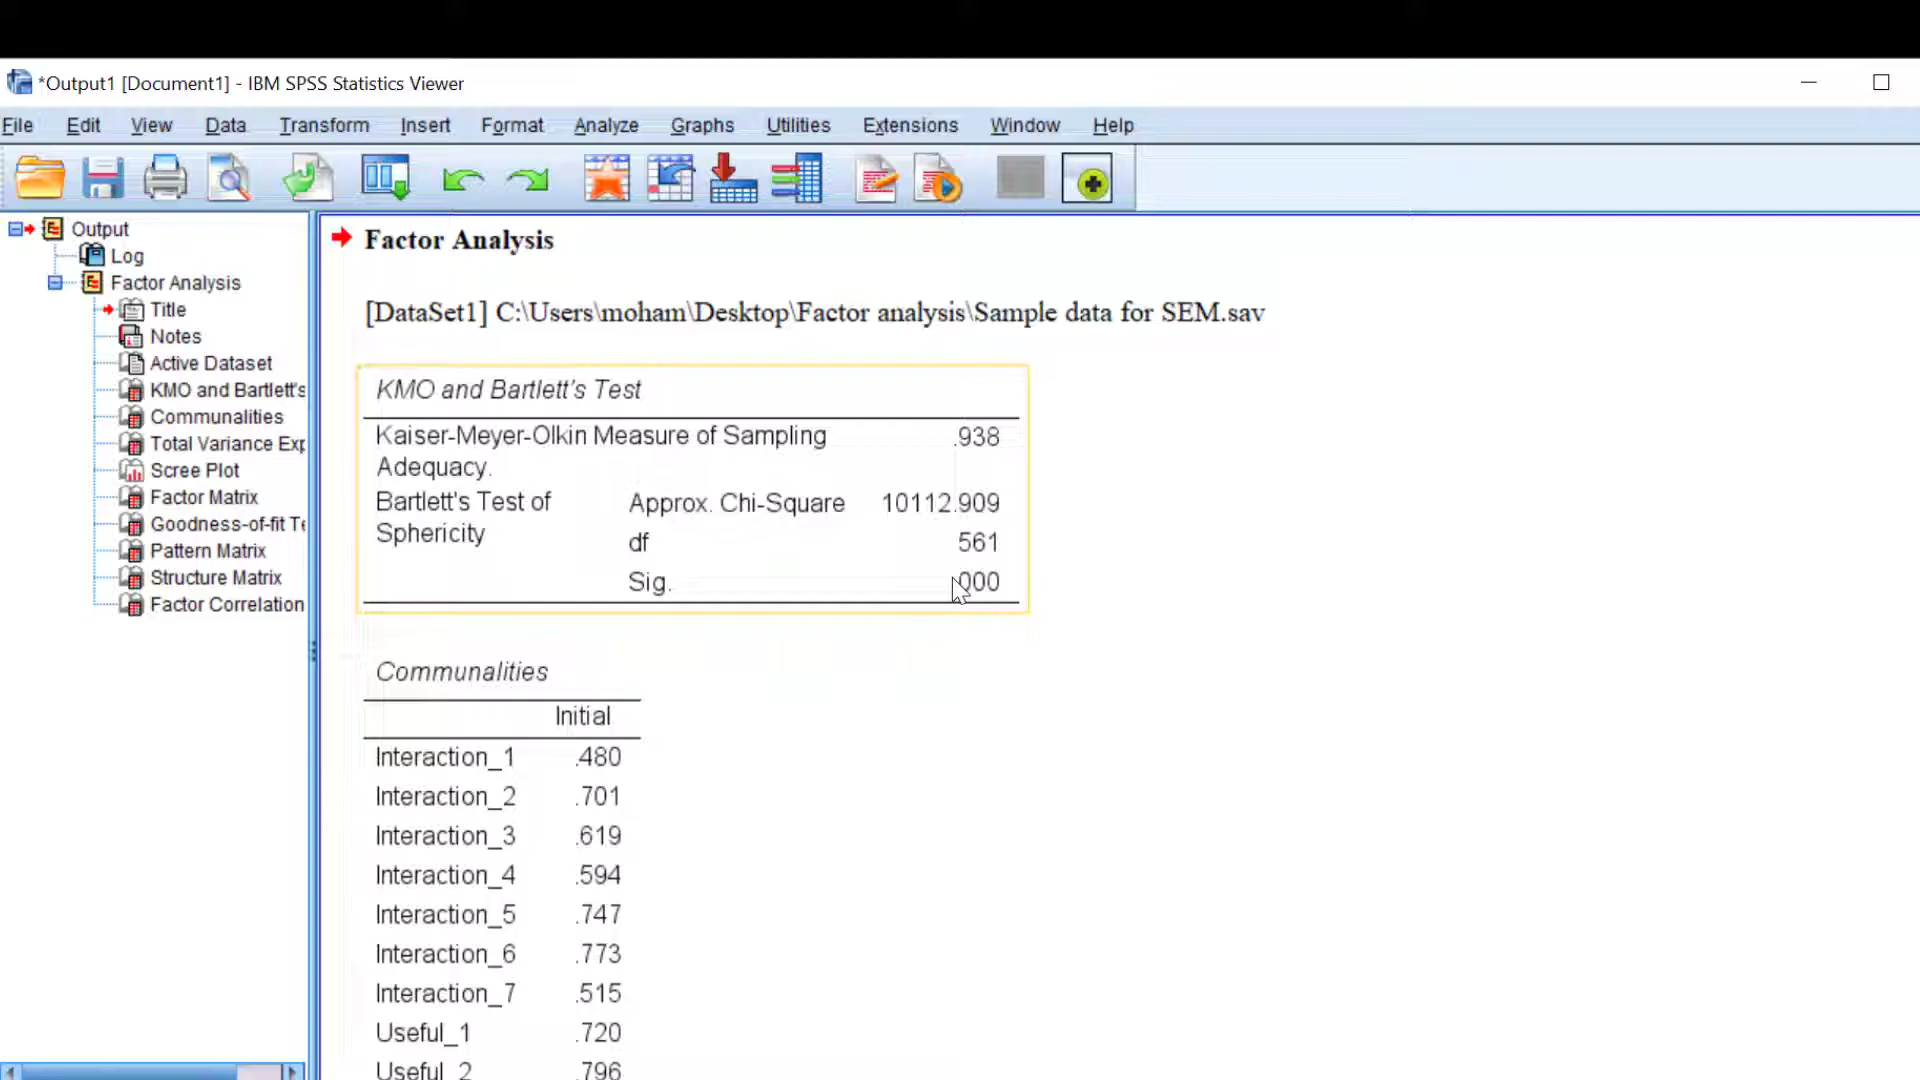 *Output1 [Document1] - IBM SPSS Statistics Viewer
File Edit View Data Transform Insert Format Analyze Graphs Utilities Extensions Window Help
Output
Log
Factor Analysis
Title
Notes
Active Dataset
KMO and Bartlett's
Communalities
Total Variance Exp
Scree Plot
Factor Matrix
Goodness-of-fit Te
Pattern Matrix
Structure Matrix
Factor Correlation
Factor Analysis
[DataSet1] C:\Users\moham\Desktop\Factor analysis\Sample data for SEM.sav
KMO and Bartlett's Test
Kaiser-Meyer-Olkin Measure of Sampling .938
Adequacy.
Bartlett's Test of Approx. Chi-Square 10112.909
Sphericity
df 561
Sig. .000
Communalities
Initial
Interaction_1 .480
Interaction_2 .701
Interaction_3 .619
Interaction_4 .594
Interaction_5 .747
Interaction_6 .773
Interaction_7 .515
Useful_1 .720
Useful_2 .796